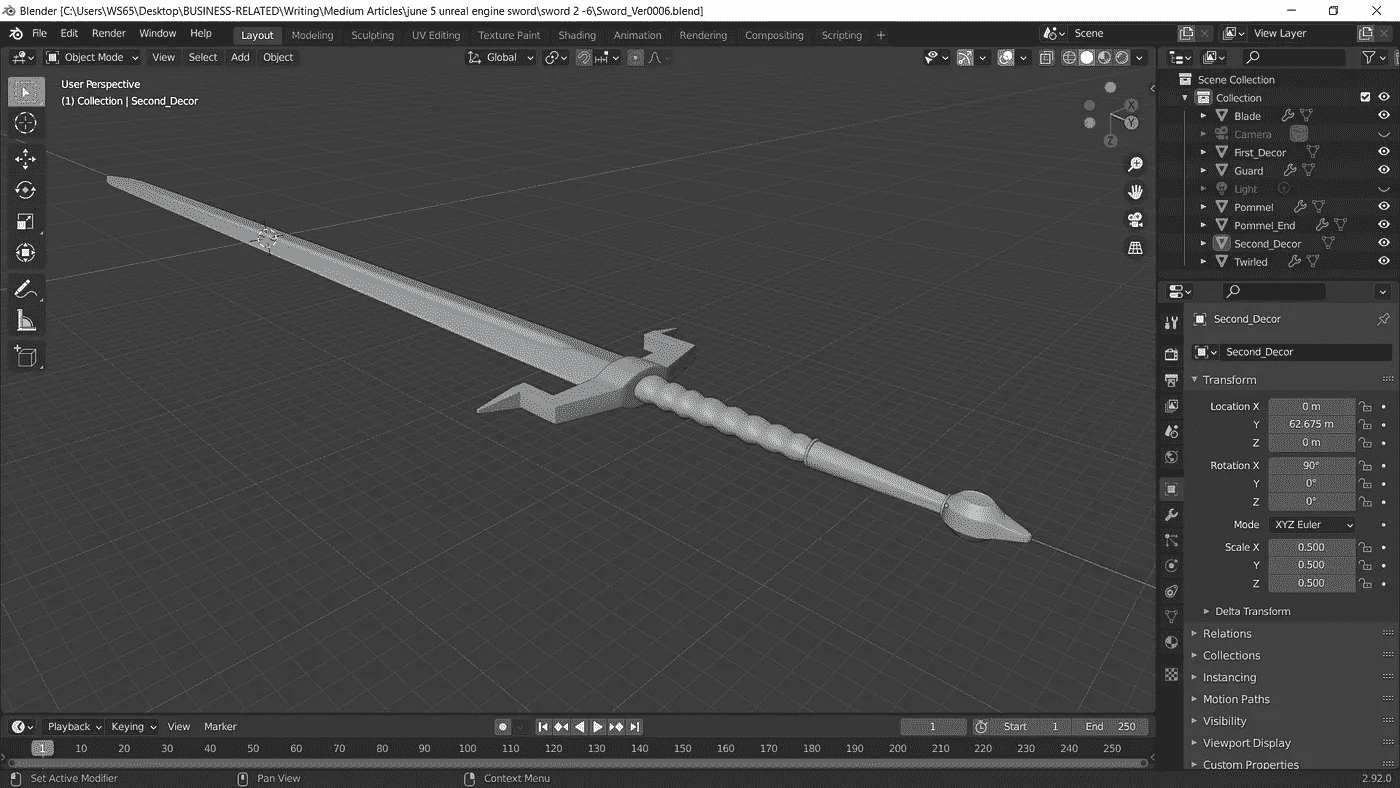 Blender [C:\Users\WS65\Desktop\BUSINESS-RELATED\Writing\Medium Articles\june 5 unreal engine sword\sword 2 -6\Sword_Ver0006.blend]
File Edit Render Window Help Layout Modeling Sculpting UV Editing Texture Paint Shading Animation Rendering Compositing Scripting + Scene View Layer
Object Mode View Select Add Object Global
User Perspective
(1) Collection | Second_Decor
X
Y
Z
Scene Collection
Collection
Blade
Camera
First_Decor
Guard
Light
Pommel
Pommel_End
Second_Decor
Twirled
Second_Decor
Second_Decor
Transform
Location X 0 m
Y 62.675 m
Z 0 m
Rotation X 90°
Y 0°
Z 0°
Mode XYZ Euler
Scale X 0.500
Y 0.500
Z 0.500
Delta Transform
Relations
Collections
Instancing
Motion Paths
Visibility
Viewport Display
Custom Properties
Playback Keying View Marker 1 Start 1 End 250
1 10 20 30 40 50 60 70 80 90 100 110 120 130 140 150 160 170 180 190 200 210 220 230 240 250
Set Active Modifier Pan View Context Menu 2.92.0